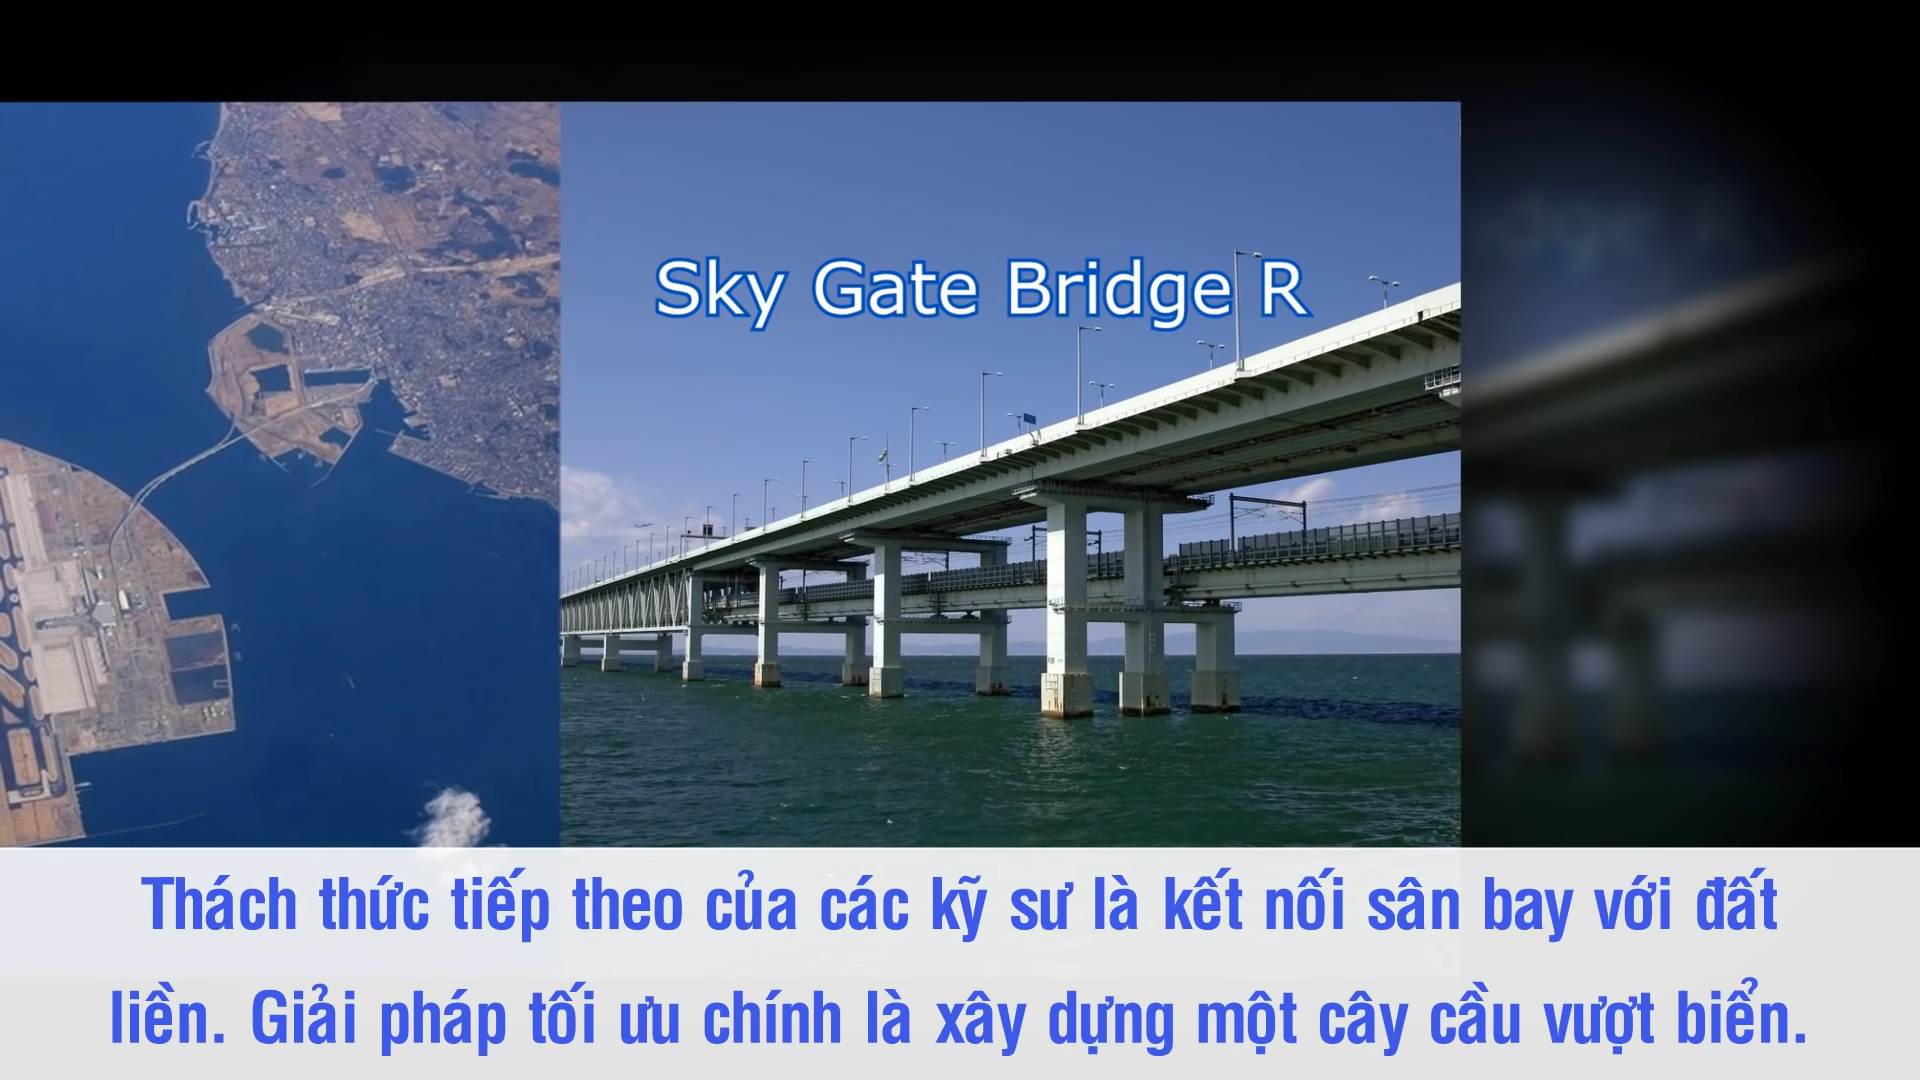 Sky Gate Bridge R
Thách thức tiếp theo của các kỹ sư là kết nối sân bay với đất
liền. Giải pháp tối ưu chính là xây dựng một cây cầu vượt biển.